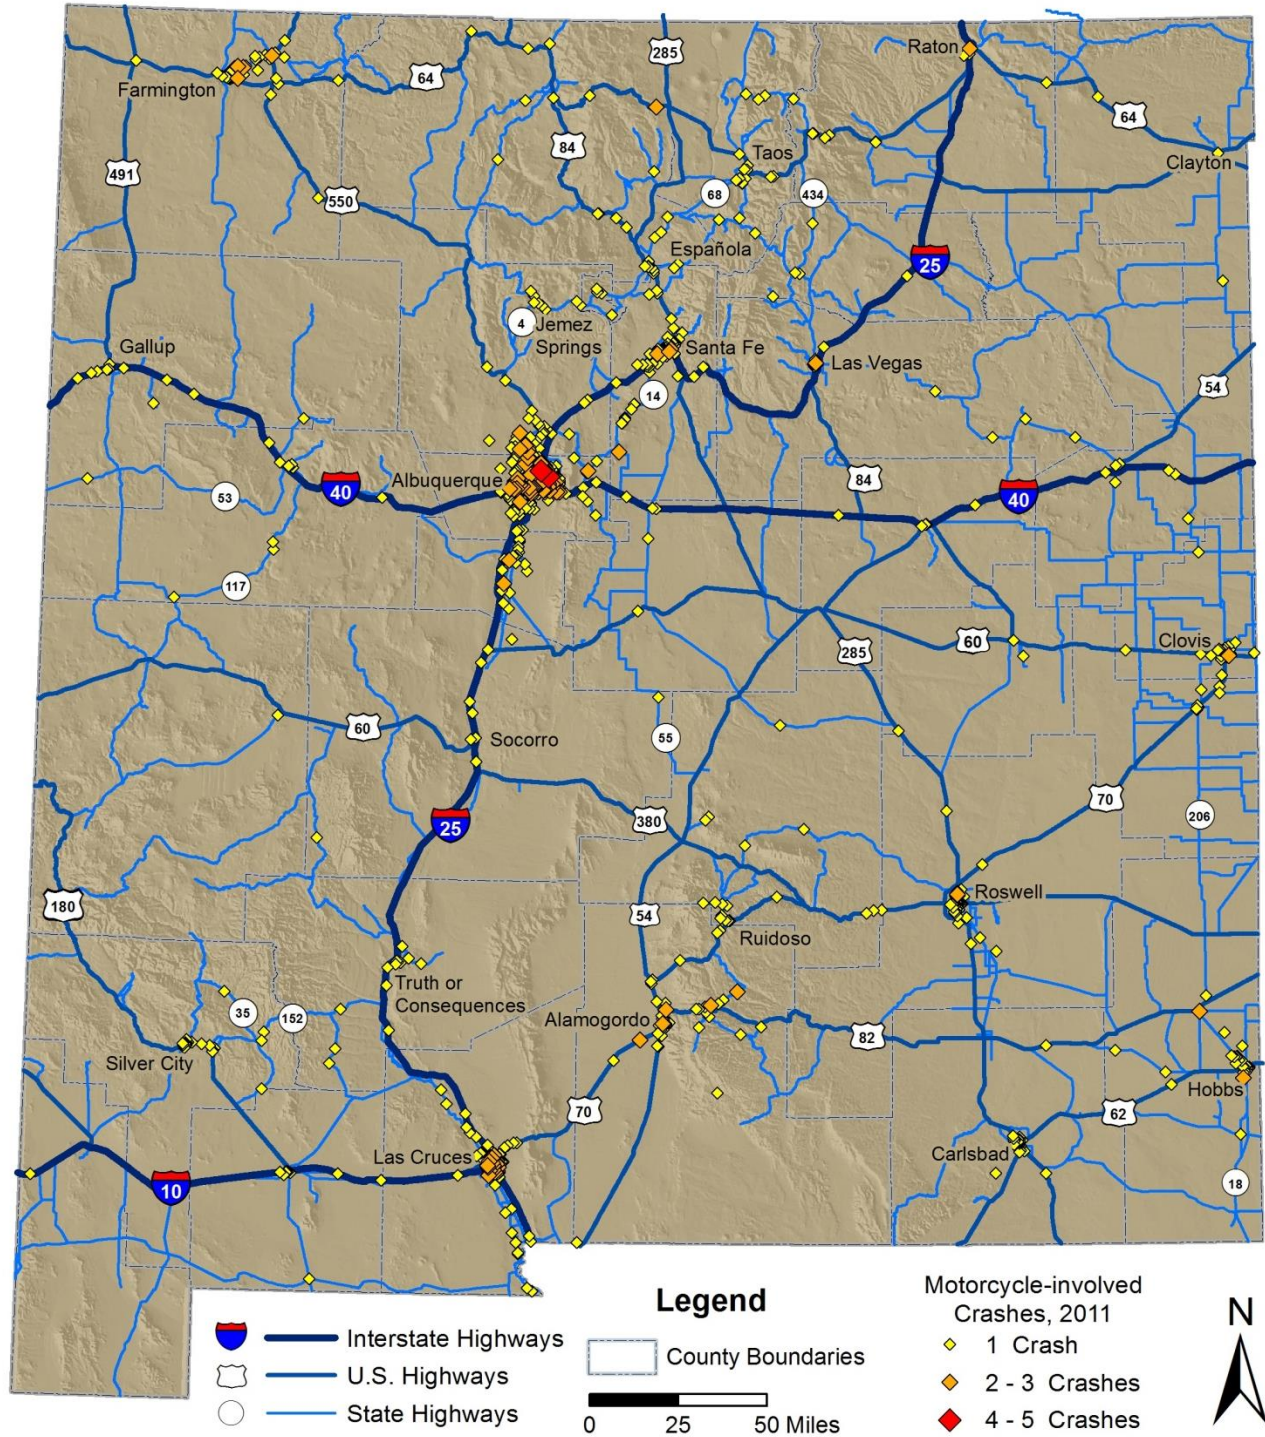 Raton
285
Farmington
64
64
84
Taos
Clayton
491
550
68
434
Española
25
4
Jemez
Springs
Gallup
Santa Fe
Las Vegas
54
14
Albuquerque
84
40
40
53
117
Clovis
60
285
60
55
Socorro
70
206
380
25
180
54
Roswell
Ruidoso
Truth or
Consequences
35
152
Alamogordo
82
Silver City
Hobbs
70
62
Las Cruces
Carlsbad
10
18
Legend
Interstate Highways
U.S. Highways
State Highways
County Boundaries
0 25 50 Miles
Motorcycle-involved
Crashes, 2011
1 Crash
2 - 3 Crashes
4 - 5 Crashes
N